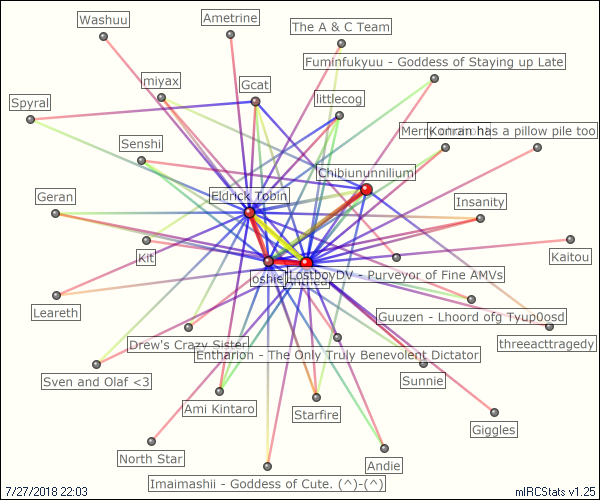 Washuu
Ametrine
The A & C Team
Fuminfukyuu - Goddess of Staying up Late
miyax
Gcat
littlecog
Spyral
Senshi
Konran has a pillow pile too
Chibiununnilium
Eldrick Tobin
Geran
Insanity
Kit
Kaitou
LostboyDV - Purveyor of Fine AMVs
oshie
Leareth
Guuzen - Lhoord ofg Tyup0osd
Drew's Crazy Sister
threeacttragedy
Entharion - The Only Truly Benevolent Dictator
Sven and Olaf <3
Sunnie
Ami Kintaro
Starfire
Giggles
North Star
Andie
Imaimashii - Goddess of Cute. (^)-(^)
7/27/2018 22:03
mIRCStats v1.25